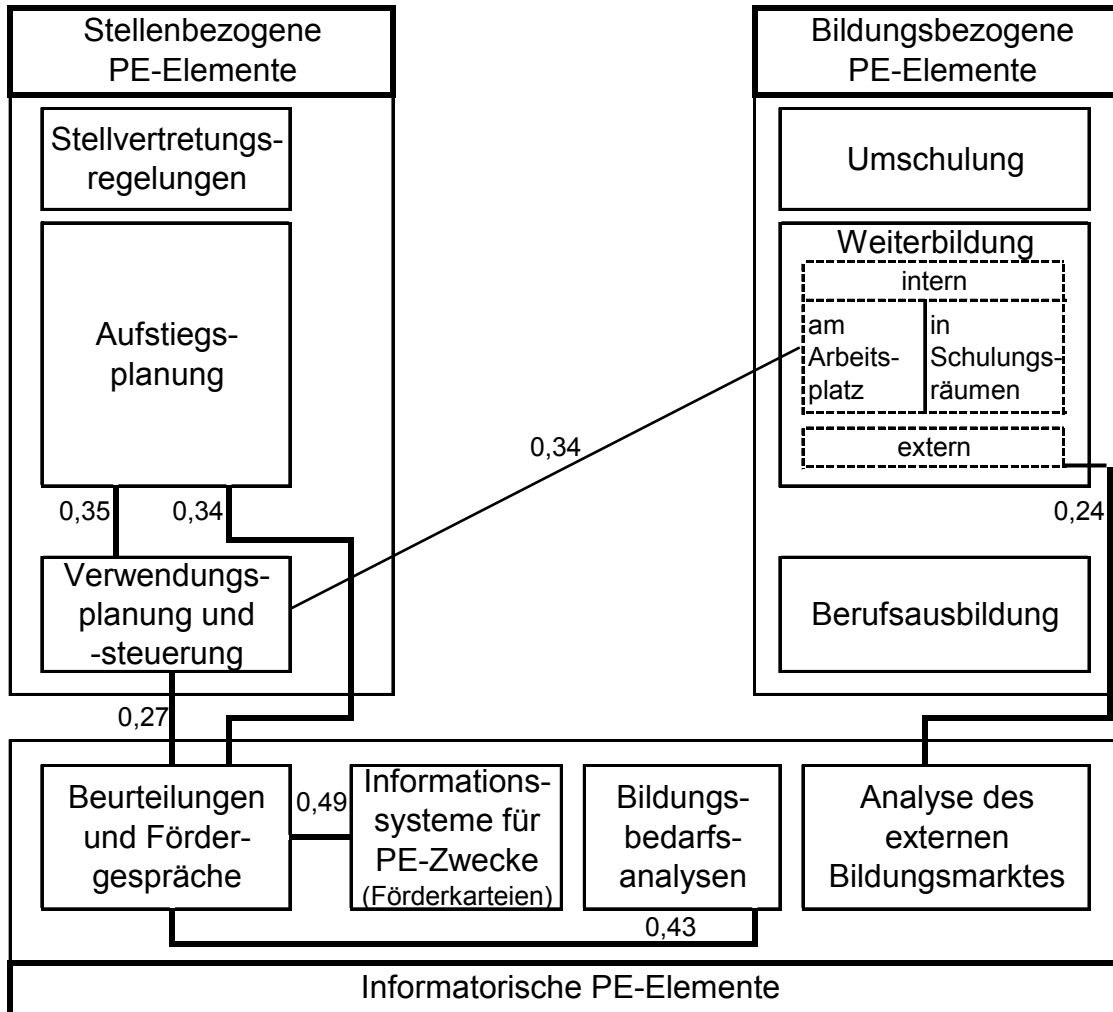 Stellenbezogene
PE-Elemente
Stellvertretungs-
regelungen
Aufstiegs-
planung
0,35
0,34
Verwendungs-
planung und
-steuerung
0,27
0,34
Bildungsbezogene
PE-Elemente
Umschulung
Weiterbildung
intern
am
Arbeits-
platz
in
Schulungs-
räumen
extern
0,24
Berufsausbildung
Beurteilungen
und Förder-
gespräche
0,49
Informations-
systeme für
PE-Zwecke
(Förderkarteien)
Bildungs-
bedarfs-
analysen
0,43
Analyse des
externen
Bildungsmarktes
Informatorische PE-Elemente